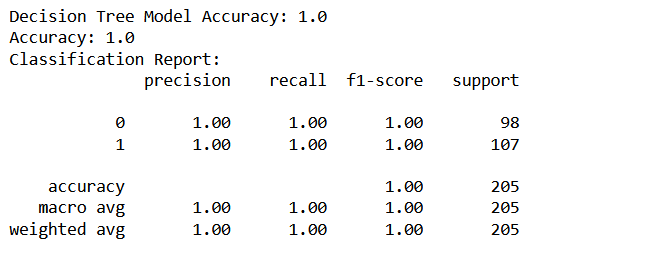 Decision Tree Model Accuracy: 1.0
Accuracy: 1.0
Classification Report:
precision recall f1-score support
0 1.00 1.00 1.00 98
1 1.00 1.00 1.00 107
accuracy 1.00 205
macro avg 1.00 1.00 1.00 205
weighted avg 1.00 1.00 1.00 205